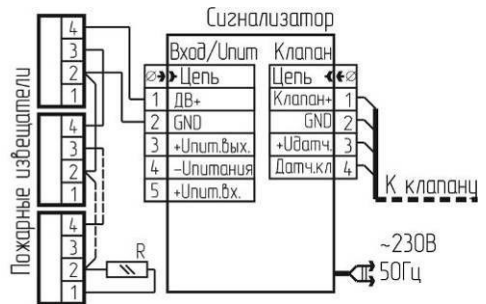 Сигнализатор
Пожарные извещатели
4
3
2
1
4
3
2
1
4
3
2
1
R
Вход/Uпит
Цепь
1 ДВ+
2 GND
3 +Uпит.вых.
4 –Uпитания
5 +Uпит.вх.
Клапан
Цепь
Клапан+ 1
GND 2
+Uдатч. 3
Датч.кл 4
К клапану
~230В
50Гц